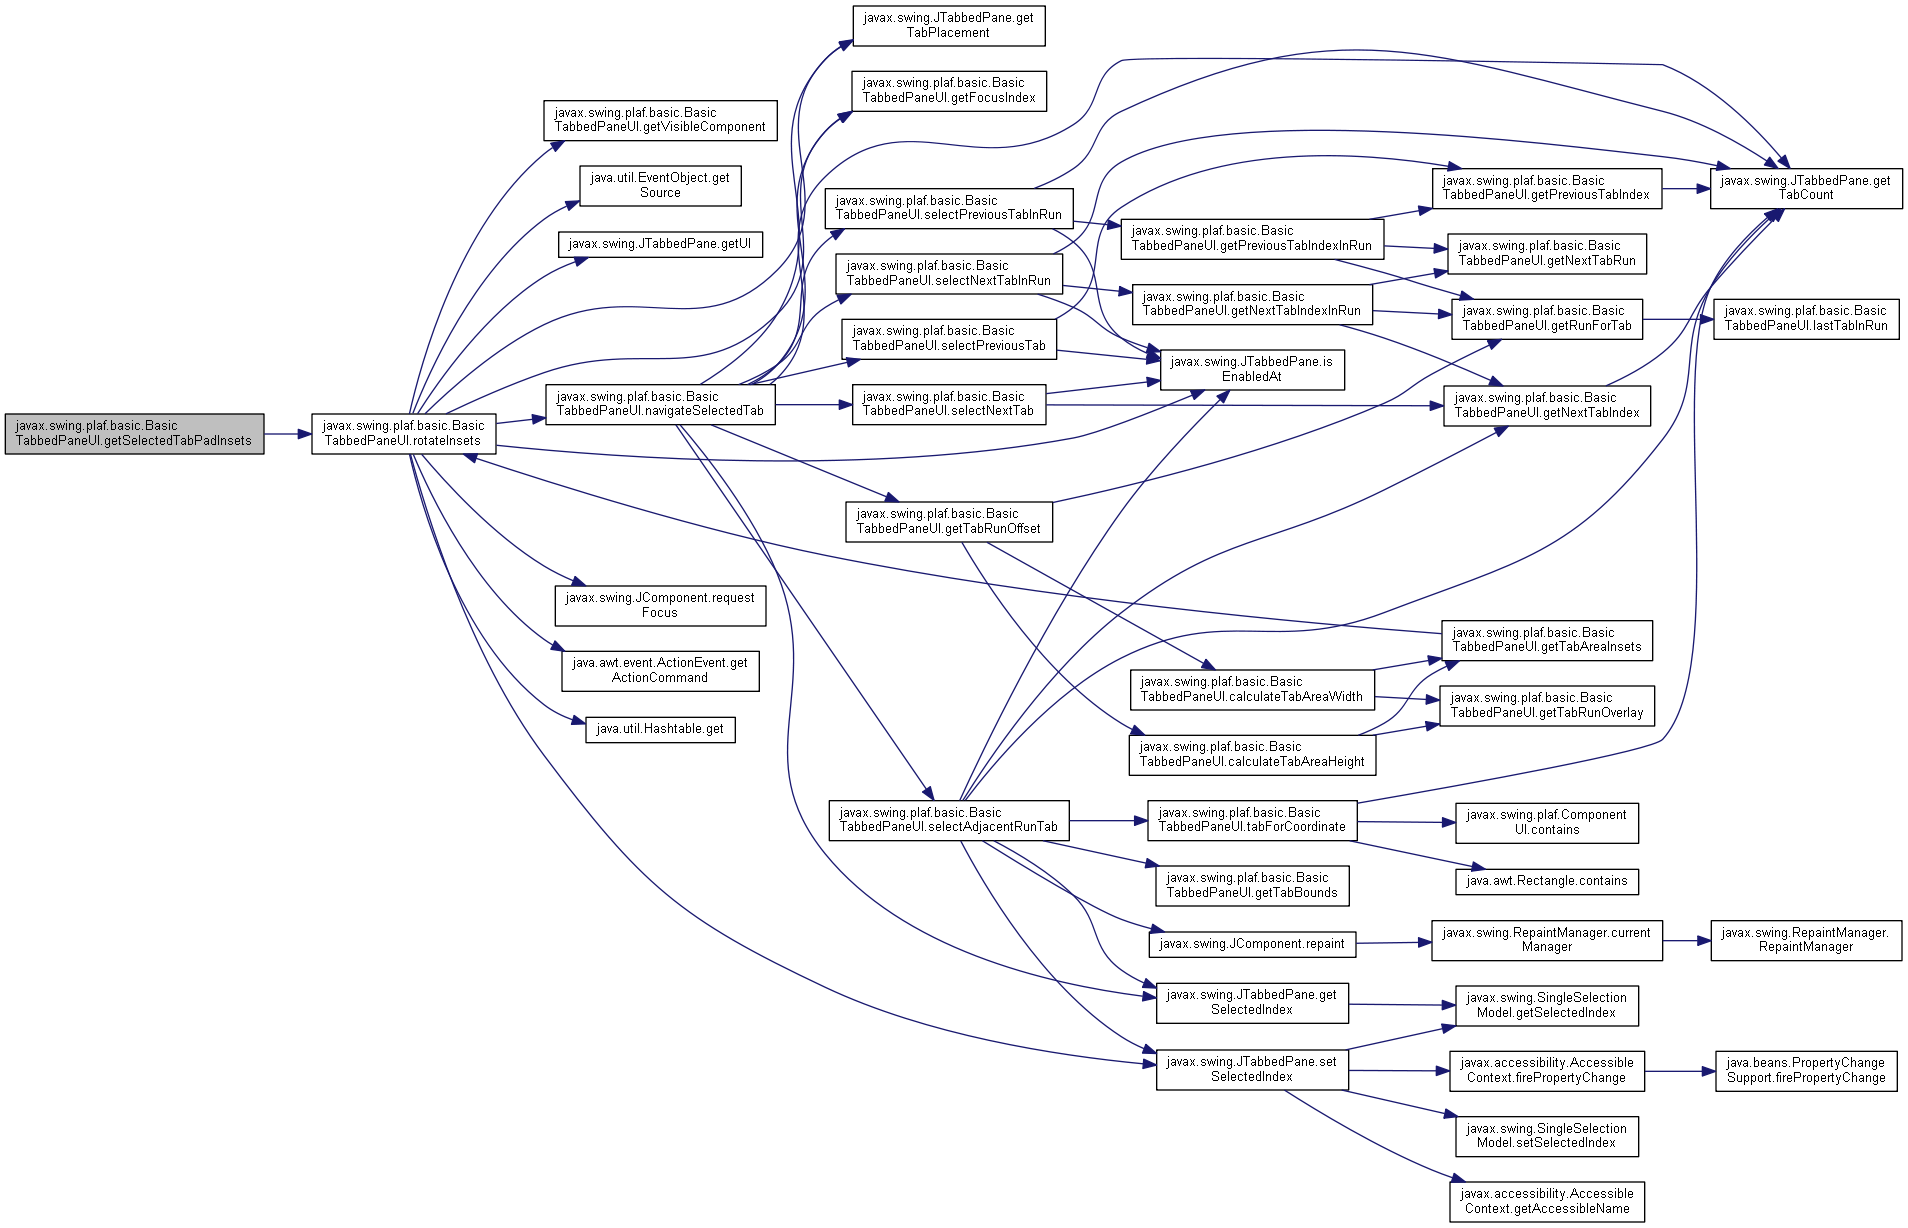 javax.swing.plaf.basic.Basic
TabbedPaneUI.getSelectedTabPadInsets
javax.swing.plaf.basic.Basic
TabbedPaneUI.rotateInsets
javax.swing.plaf.basic.Basic
TabbedPaneUI.getVisibleComponent
java.util.EventObject.get
Source
javax.swing.JTabbedPane.getUI
javax.swing.plaf.basic.Basic
TabbedPaneUI.navigateSelectedTab
javax.swing.JComponent.request
Focus
java.awt.event.ActionEvent.get
ActionCommand
java.util.Hashtable.get
javax.swing.JTabbedPane.get
TabPlacement
javax.swing.plaf.basic.Basic
TabbedPaneUI.getFocusIndex
javax.swing.plaf.basic.Basic
TabbedPaneUI.selectPreviousTabInRun
javax.swing.plaf.basic.Basic
TabbedPaneUI.selectNextTabInRun
javax.swing.plaf.basic.Basic
TabbedPaneUI.selectPreviousTab
javax.swing.plaf.basic.Basic
TabbedPaneUI.selectNextTab
javax.swing.plaf.basic.Basic
TabbedPaneUI.getTabRunOffset
javax.swing.plaf.basic.Basic
TabbedPaneUI.selectAdjacentRunTab
javax.swing.plaf.basic.Basic
TabbedPaneUI.getPreviousTabIndexInRun
javax.swing.plaf.basic.Basic
TabbedPaneUI.getNextTabIndexInRun
javax.swing.JTabbedPane.is
EnabledAt
javax.swing.plaf.basic.Basic
TabbedPaneUI.calculateTabAreaWidth
javax.swing.plaf.basic.Basic
TabbedPaneUI.calculateTabAreaHeight
javax.swing.plaf.basic.Basic
TabbedPaneUI.tabForCoordinate
javax.swing.plaf.basic.Basic
TabbedPaneUI.getTabBounds
javax.swing.JComponent.repaint
javax.swing.JTabbedPane.get
SelectedIndex
javax.swing.JTabbedPane.set
SelectedIndex
javax.swing.plaf.basic.Basic
TabbedPaneUI.getPreviousTabIndex
javax.swing.plaf.basic.Basic
TabbedPaneUI.getNextTabRun
javax.swing.plaf.basic.Basic
TabbedPaneUI.getRunForTab
javax.swing.plaf.basic.Basic
TabbedPaneUI.getNextTabIndex
javax.swing.plaf.basic.Basic
TabbedPaneUI.getTabAreaInsets
javax.swing.plaf.basic.Basic
TabbedPaneUI.getTabRunOverlay
javax.swing.plaf.Component
UI.contains
java.awt.Rectangle.contains
javax.swing.RepaintManager.current
Manager
javax.swing.SingleSelection
Model.getSelectedIndex
javax.accessibility.Accessible
Context.firePropertyChange
javax.swing.SingleSelection
Model.setSelectedIndex
javax.accessibility.Accessible
Context.getAccessibleName
javax.swing.JTabbedPane.get
TabCount
javax.swing.plaf.basic.Basic
TabbedPaneUI.lastTabInRun
javax.swing.RepaintManager.
RepaintManager
java.beans.PropertyChange
Support.firePropertyChange